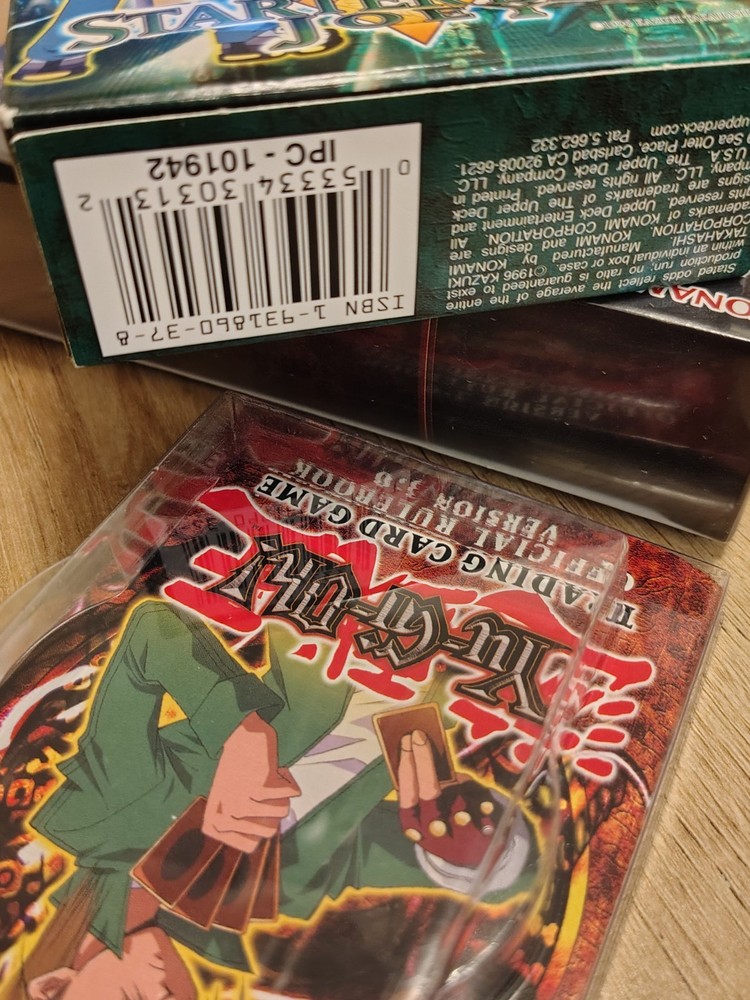 STARTER
JOEY
ISBN 1-931860-37-8
0 53334 30313 2
IPC - 101942
Stated odds reflect the average of the entire
production run; no ratio is guaranteed to exist
within an individual box or case. ©1996 KAZUKI
TAKAHASHI Manufactured by KONAMI
CORPORATION. KONAMI and designs are
trademarks of KONAMI CORPORATION. All
rights reserved. Upper Deck Entertainment and
designs are trademarks of The Upper Deck
Company, LLC. All rights reserved. Printed in
U.S.A. The Upper Deck Company, LLC.
Sea Otter Place, Carlsbad CA 92008-6621.
upperdeck.com Pat. 5,662,332
KONAMI
Yu-Gi-Oh!
TRADING CARD GAME
OFFICIAL RULEBOOK
VERSION 3.0